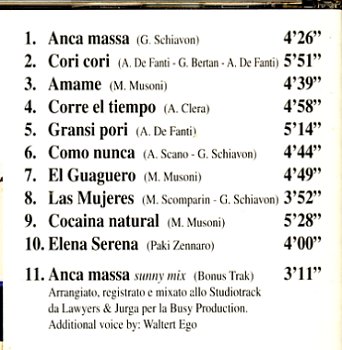 1. Anca massa (G. Schiavon) 4'26"
2. Cori cori (A. De Fanti - G. Bertan - A. De Fanti) 5'51"
3. Amame (M. Musoni) 4'39"
4. Corre el tiempo (A. Clera) 4'58"
5. Gransi pori (A. De Fanti) 5'14"
6. Como nunca (A. Scano - G. Schiavon) 4'44"
7. El Guaguero (M. Musoni) 4'49"
8. Las Mujeres (M. Scomparin - G. Schiavon) 3'52"
9. Cocaina natural (M. Musoni) 5'28"
10. Elena Serena (Paki Zennaro) 4'00"
11. Anca massa sunny mix (Bonus Trak) 3'11"
Arrangiato, registrato e mixato allo Studiotrack
da Lawyers & Jurga per la Busy Production.
Additional voice by: Waltert Ego